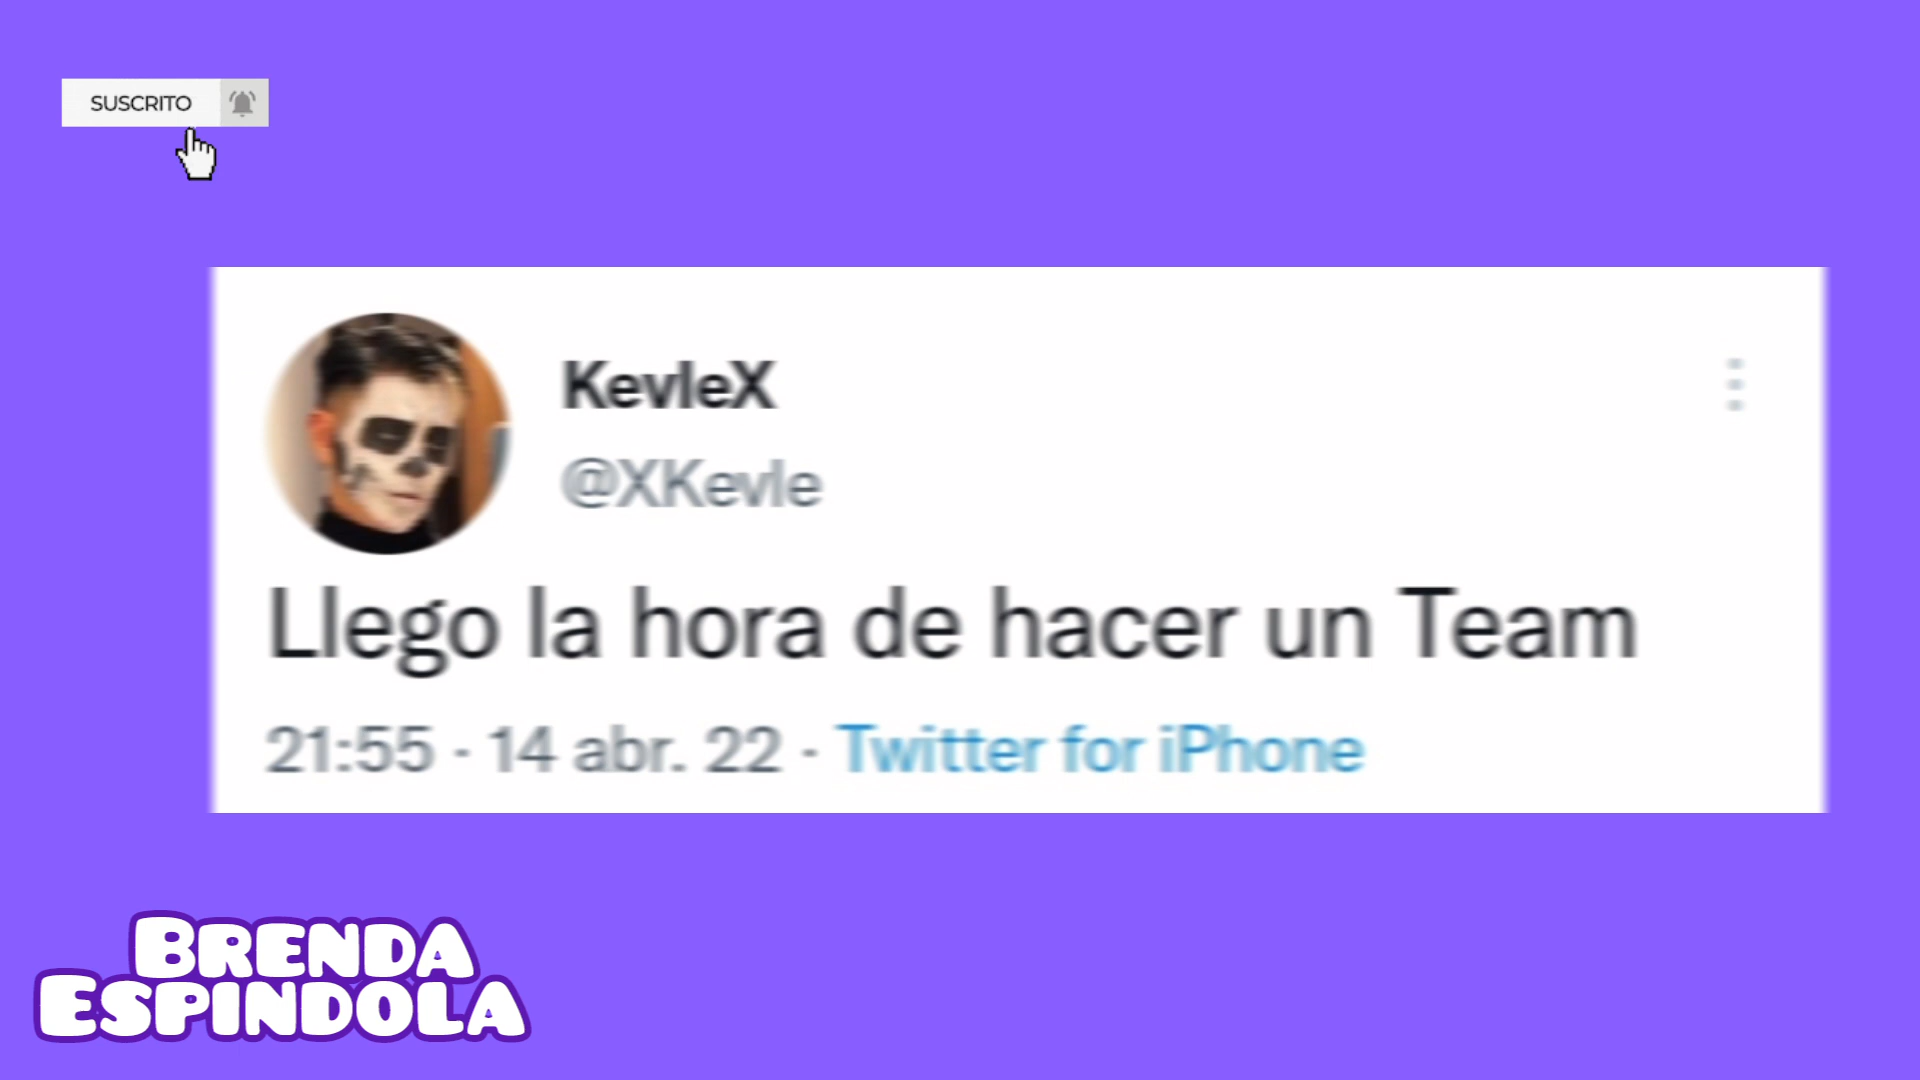 SUSCRITO
KevleX
@XKevle
Llego la hora de hacer un Team
21:55 · 14 abr. 22 · Twitter for iPhone
BRENDA
ESPINDOLA